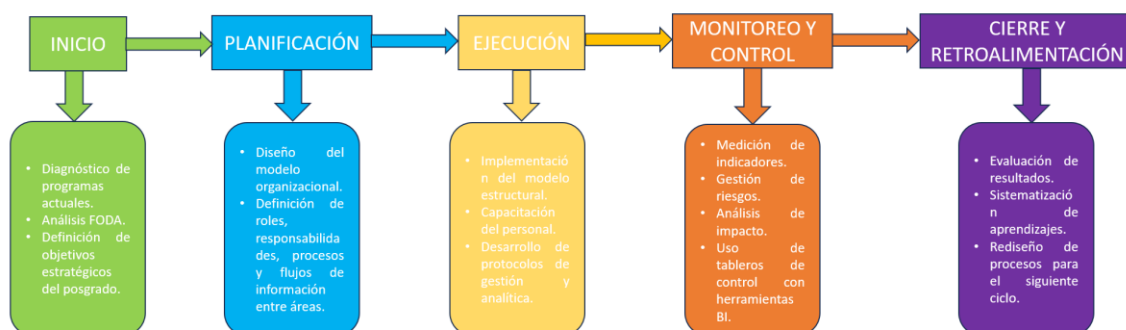 INICIO
PLANIFICACIÓN
EJECUCIÓN
MONITOREO Y
CONTROL
CIERRE Y
RETROALIMENTACIÓN
• Diagnóstico de
programas
actuales.
• Análisis FODA.
• Definición de
objetivos
estratégicos
del posgrado.
• Diseño del
modelo
organizacional.
• Definición de
roles,
responsabilida
des, procesos
y flujos de
información
entre áreas.
• Implementació
n del modelo
estructural.
• Capacitación
del personal.
• Desarrollo de
protocolos de
gestión y
analítica.
• Medición de
indicadores.
• Gestión de
riesgos.
• Análisis de
impacto.
• Uso de
tableros de
control con
herramientas
BI.
• Evaluación de
resultados.
• Sistematizació
n de
aprendizajes.
• Rediseño de
procesos para
el siguiente
ciclo.